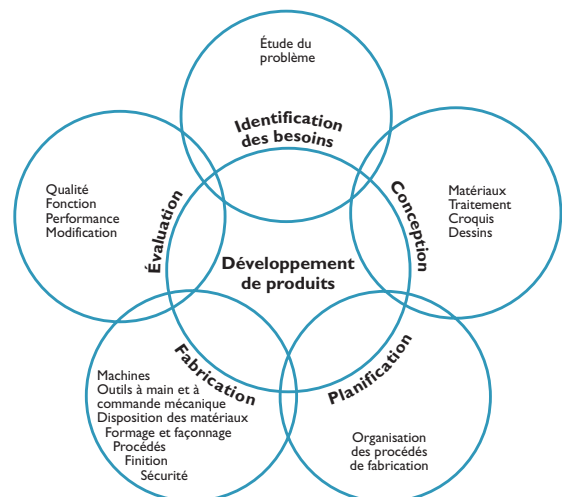 Étude du
problème
Identification
des besoins
Conception
Matériaux
Traitement
Croquis
Dessins
Planification
Organisation
des procédés
de fabrication
Fabrication
Machines
Outils à main et à
commande mécanique
Disposition des matériaux
Formage et façonnage
Procédés
Finition
Sécurité
Évaluation
Qualité
Fonction
Performance
Modification
Développement
de produits